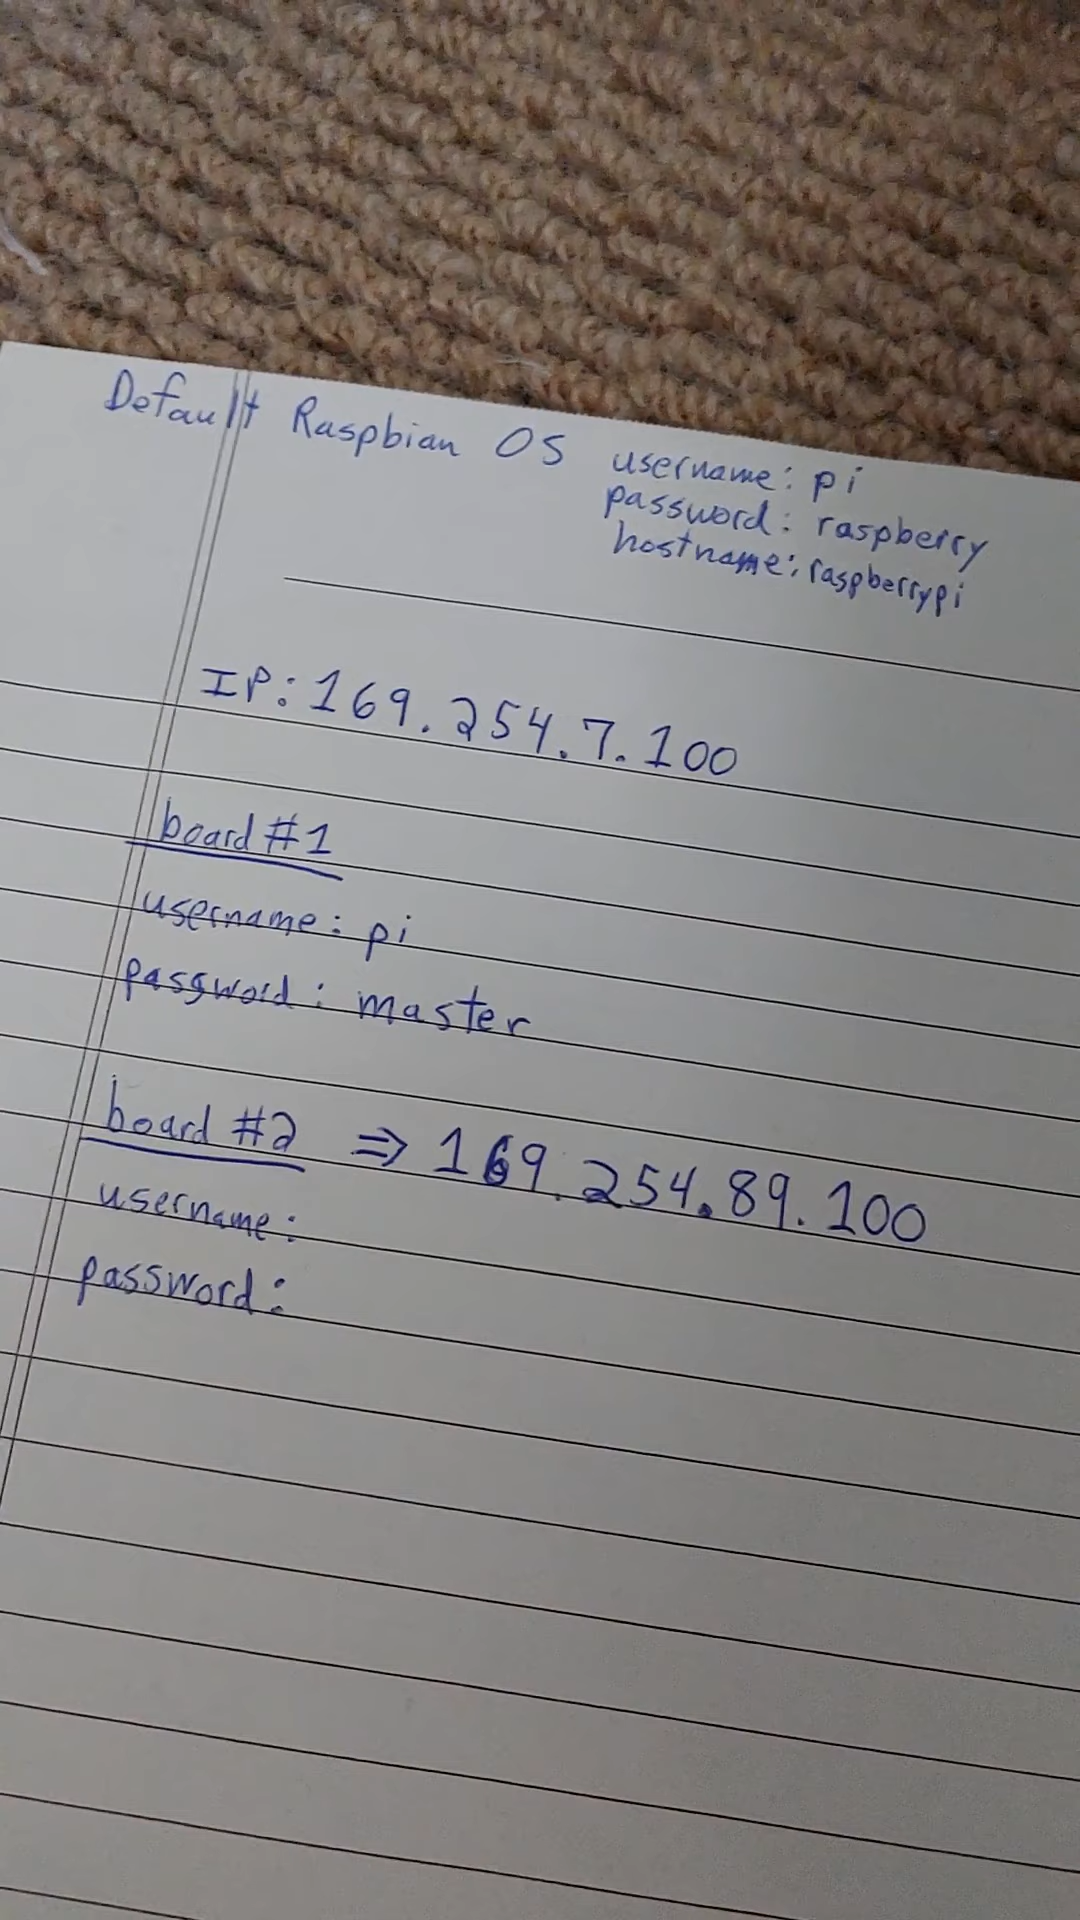 Default Raspbian OS username: pi
password: raspberry
hostname: raspberrypi
IP: 169.254.7.100
board #1
username: pi
password: master
board #2 ⇒ 169.254.89.100
username:
password: